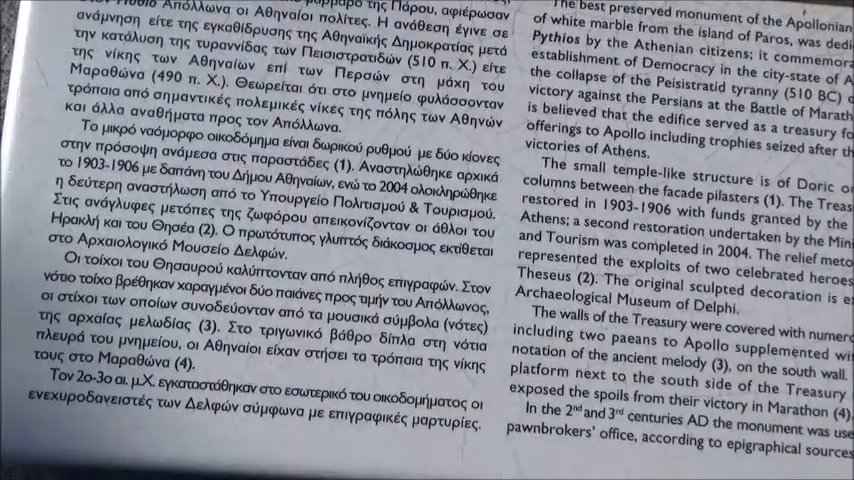 μάρμαρο της Πάρου, αφιέρωσαν
Πύθιο Απόλλωνα οι Αθηναίοι πολίτες. Η ανάθεση έγινε σε
ανάμνηση είτε της εγκαθίδρυσης της Αθηναϊκής Δημοκρατίας μετά
την κατάλυση της τυραννίδας των Πεισιστρατιδών (510 π. Χ.) είτε
της νίκης των Αθηναίων επί των Περσών στη μάχη του
Μαραθώνα (490 π. Χ.). Θεωρείται ότι στο μνημείο φυλάσσονταν
τρόπαια από σημαντικές πολεμικές νίκες της πόλης των Αθηνών
και άλλα αναθήματα προς τον Απόλλωνα.
Το μικρό ναόμορφο οικοδόμημα είναι δωρικού ρυθμού με δύο κίονες
στην πρόσοψη ανάμεσα στις παραστάδες (1). Αναστηλώθηκε αρχικά
το 1903-1906 με δαπάνη του Δήμου Αθηναίων, ενώ το 2004 ολοκληρώθηκε
η δεύτερη αναστήλωση από το Υπουργείο Πολιτισμού & Τουρισμού.
Στις ανάγλυφες μετόπες της ζωφόρου απεικονίζονταν οι άθλοι του
Ηρακλή και του Θησέα (2). Ο πρωτότυπος γλυπτός διάκοσμος εκτίθεται
στο Αρχαιολογικό Μουσείο Δελφών.
Οι τοίχοι του Θησαυρού καλύπτονταν από πλήθος επιγραφών. Στον
νότιο τοίχο βρέθηκαν χαραγμένοι δύο παιάνες προς τιμήν του Απόλλωνος,
οι στίχοι των οποίων συνοδεύονταν από τα μουσικά σύμβολα (νότες)
της αρχαίας μελωδίας (3). Στο τριγωνικό βάθρο δίπλα στη νότια
πλευρά του μνημείου, οι Αθηναίοι είχαν στήσει τα τρόπαια της νίκης
τους στο Μαραθώνα (4).
Τον 2ο-3ο αι. μ.Χ. εγκαταστάθηκαν στο εσωτερικό του οικοδομήματος οι
ενεχυροδανειστές των Δελφών σύμφωνα με επιγραφικές μαρτυρίες.
The best preserved monument of the Apollonian
of white marble from the island of Paros, was
Pythios by the Athenian citizens; it
establishment of Democracy in the city-state of
the collapse of the Peisistratid tyranny (510 BC)
victory against the Persians at the Battle of
is believed that the edifice served as a treasury
offerings to Apollo including trophies seized after
victories of Athens.
The small temple-like structure is of Doric
columns between the facade pilasters (1). The
restored in 1903-1906 with funds granted by the
Athens; a second restoration undertaken by the
and Tourism was completed in 2004. The relief
represented the exploits of two celebrated heroes
Theseus (2). The original sculpted decoration is
Archaeological Museum of Delphi.
The walls of the Treasury were covered with
including two paeans to Apollo supplemented
notation of the ancient melody (3), on the south wall.
platform next to the south side of the Treasury
exposed the spoils from their victory in Marathon (4)
In the 2nd and 3rd centuries AD the monument was
pawnbrokers' office, according to epigraphical sources